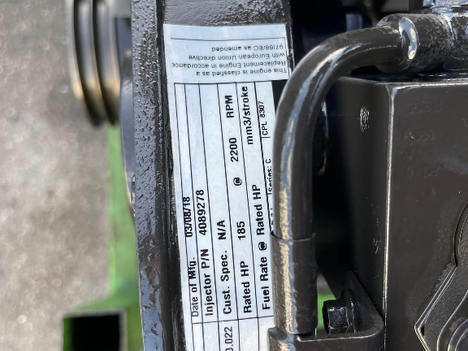 This engine is classified as a
Replacement Engine in accordance
with European Union directive
97/68/EC as amended
Date of Mfg. 03/08/18
Injector P/N 4089278
Cust. Spec. N/A
Rated HP 185 @ 2200 RPM
Fuel Rate @ Rated HP mm3/stroke
0.022
CPL 8307
series: C